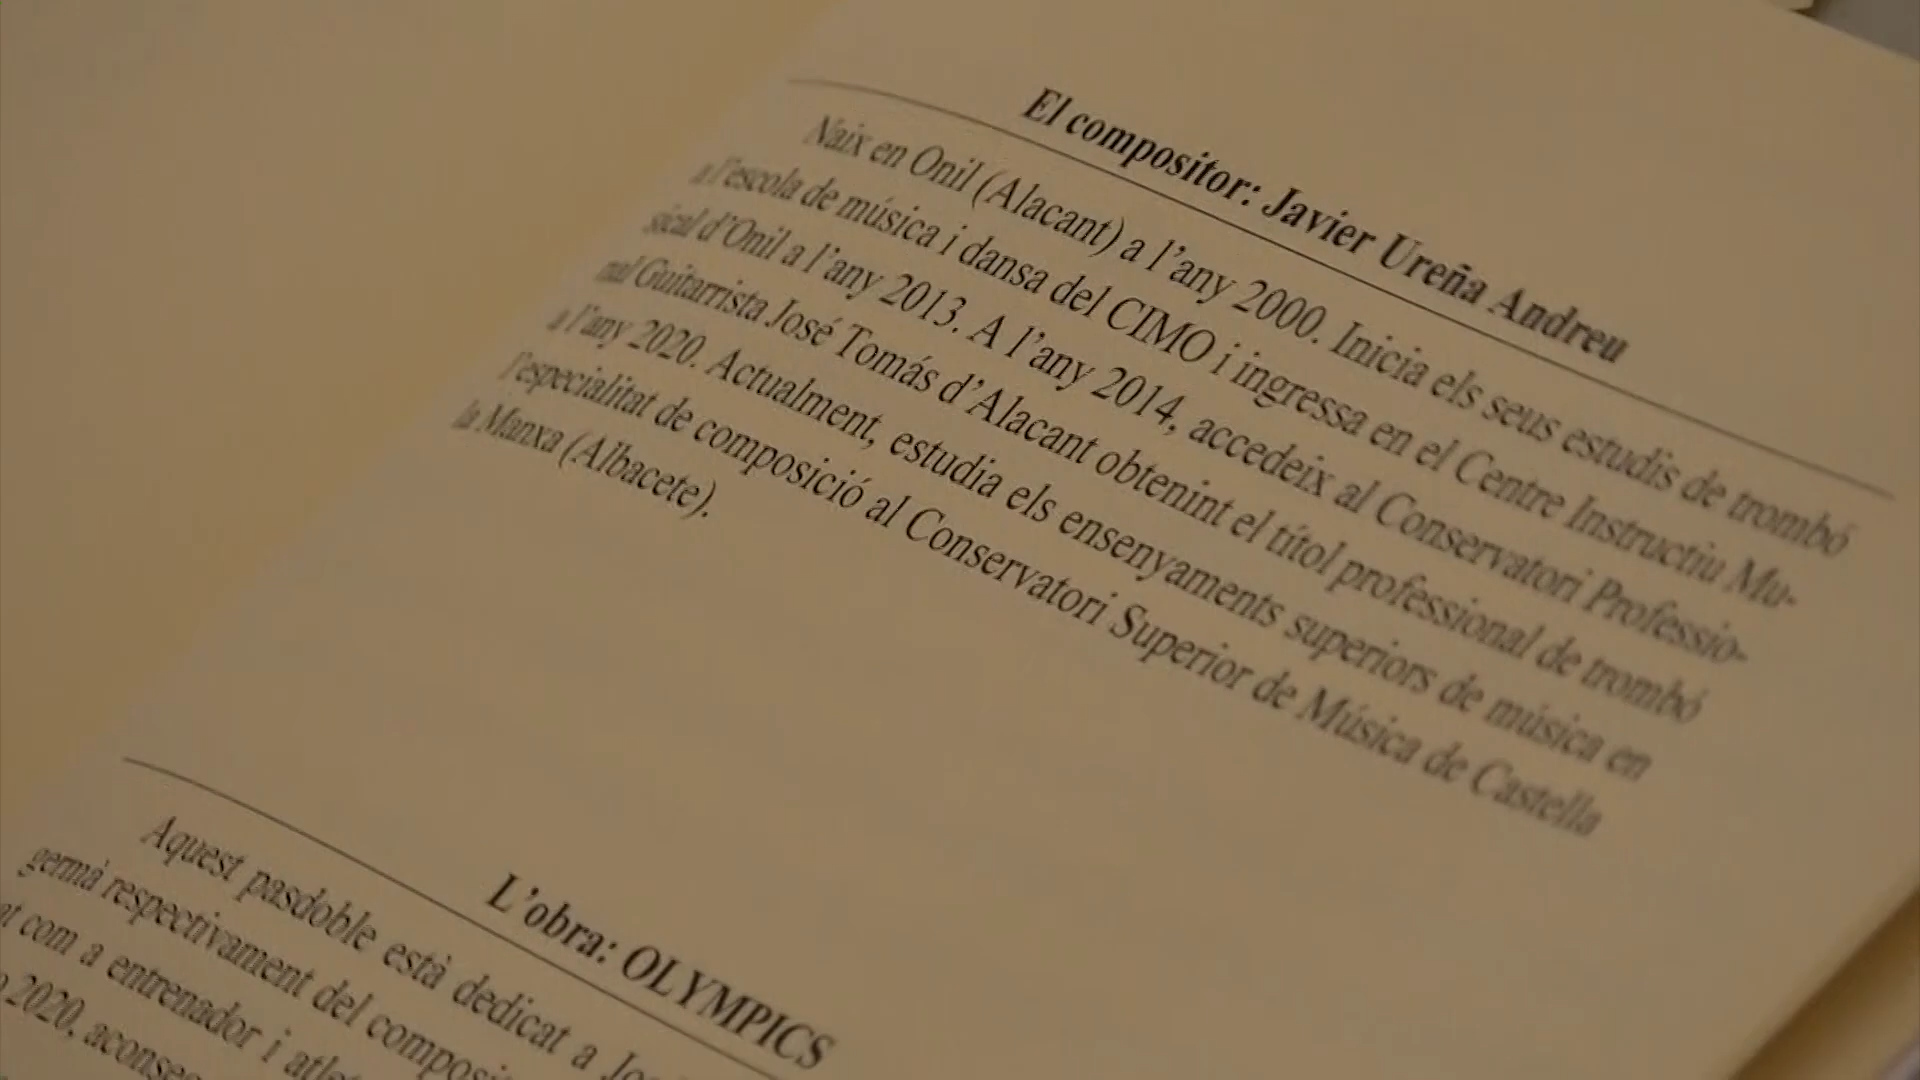 El compositor: Javier Ureña Andreu
Naix en Onil (Alacant) a l'any 2000. Inicia els seus estudis de trombó
a l'escola de música i dansa del CIMO i ingressa en el Centre Instructiu Mu-
sical d'Onil a l'any 2013. A l'any 2014, accedeix al Conservatori Professio-
nal Guitarrista José Tomás d'Alacant obtenint el títol professional de trombó
a l'any 2020. Actualment, estudia els ensenyaments superiors de música en
l'especialitat de composició al Conservatori Superior de Música de Castella
la Manxa (Albacete).
L'obra: OLYMPICS
Aquest pasdoble està dedicat a
germà respectivament del
com a entrenador i
2020,